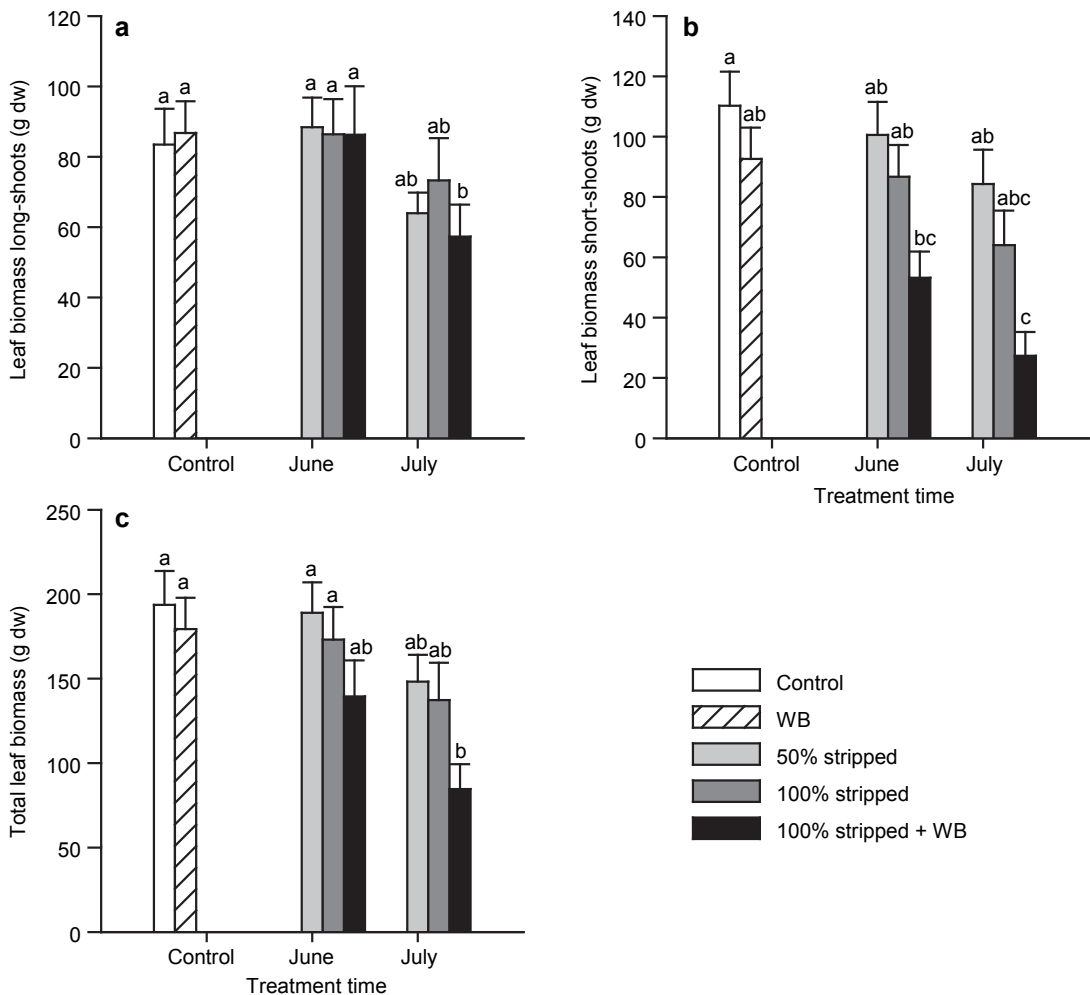 a
Leaf biomass long-shoots (g dw)
120
100
80
60
40
20
0
a
a
a
a
a
ab
ab
b
Control
June
July
b
Leaf biomass short-shoots (g dw)
140
120
100
80
60
40
20
0
a
ab
ab
ab
bc
ab
abc
c
Control
June
July
Treatment time
c
Total leaf biomass (g dw)
250
200
150
100
50
0
a
a
a
a
ab
ab
ab
b
Control
June
July
Treatment time
Control
WB
50% stripped
100% stripped
100% stripped + WB